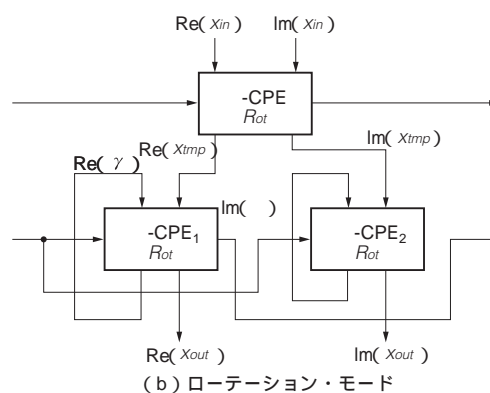 Re(Xin) Im(Xin)
-CPE
Rot
Re(Xtmp) Im(Xtmp)
Re(γ)
Im( )
-CPE1
Rot
-CPE2
Rot
Re(Xout) Im(Xout)
(b) ローテーション・モード